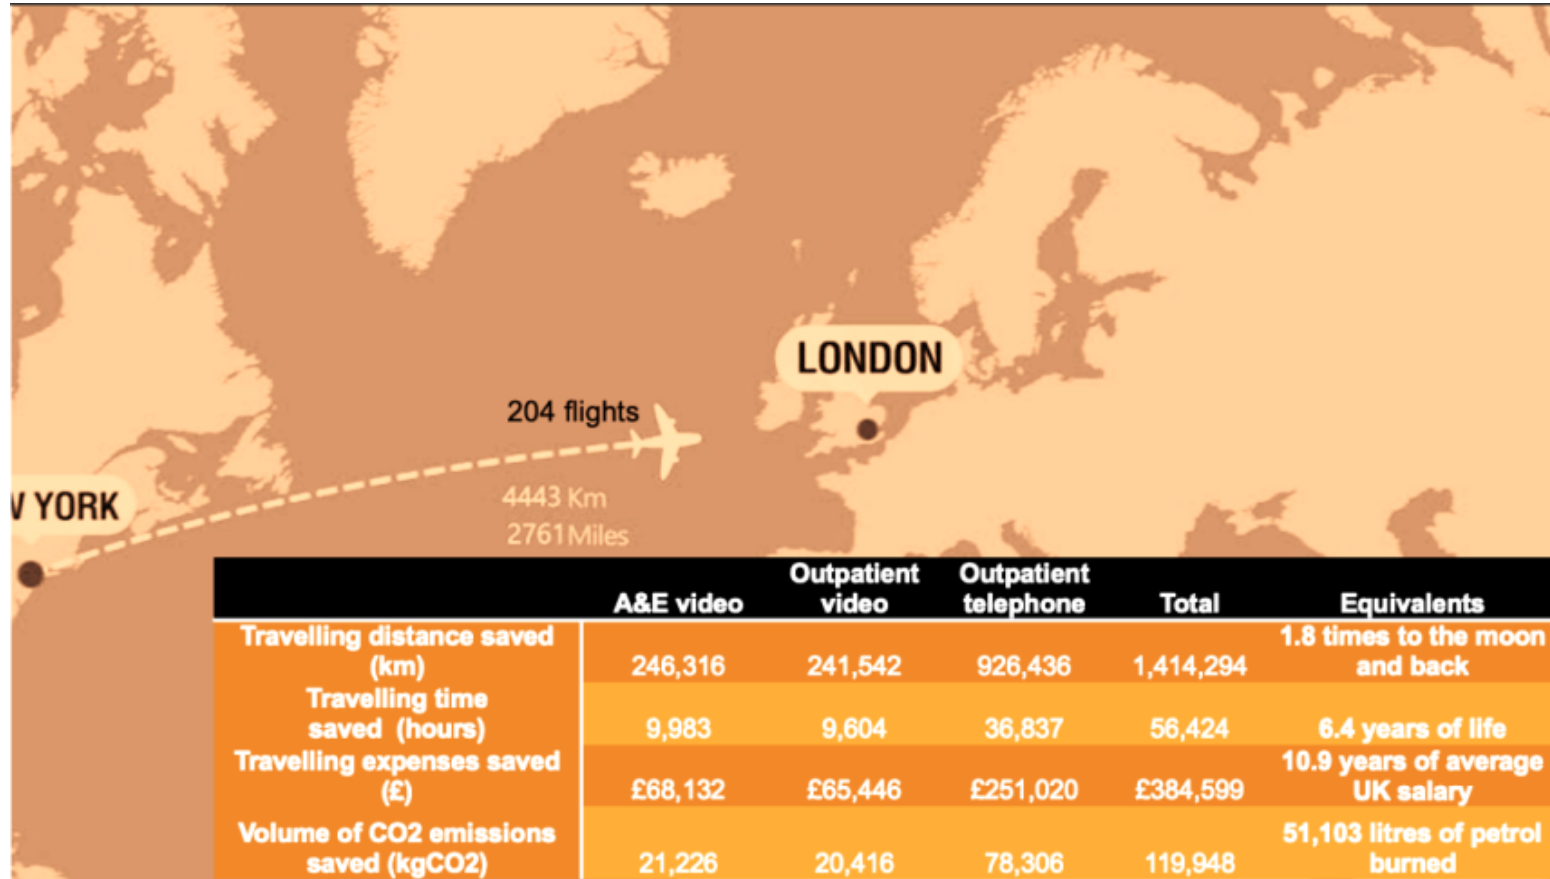 LONDON
204 flights
4443 Km
2761 Miles
W YORK
A&E video
Outpatient video
Outpatient telephone
Total
Equivalents
Travelling distance saved (km)
246,316
241,542
926,436
1,414,294
1.8 times to the moon and back
Travelling time saved (hours)
9,983
9,604
36,837
56,424
6.4 years of life
Travelling expenses saved (£)
£68,132
£65,446
£251,020
£384,599
10.9 years of average UK salary
Volume of CO2 emissions saved (kgCO2)
21,226
20,416
78,306
119,948
51,103 litres of petrol burned